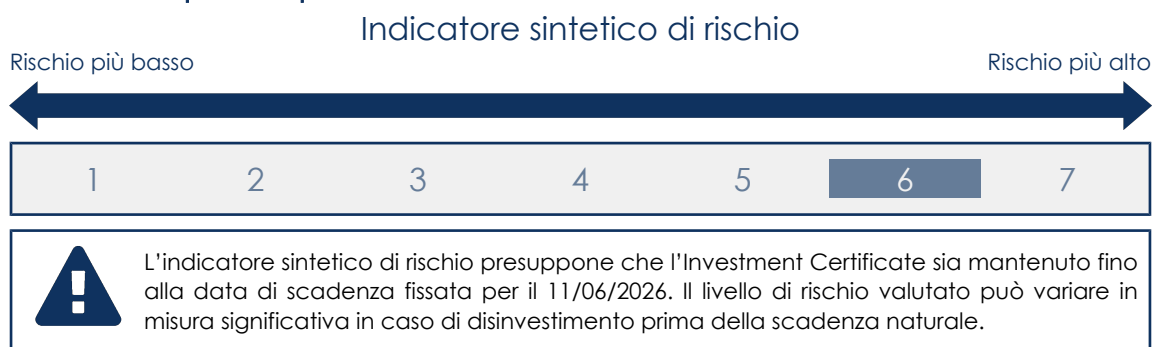 Indicatore sintetico di rischio
Rischio più basso Rischio più alto
1 2 3 4 5 6 7
L'indicatore sintetico di rischio presuppone che l'Investment Certificate sia mantenuto fino
alla data di scadenza fissata per il 11/06/2026. Il livello di rischio valutato può variare in
misura significativa in caso di disinvestimento prima della scadenza naturale.